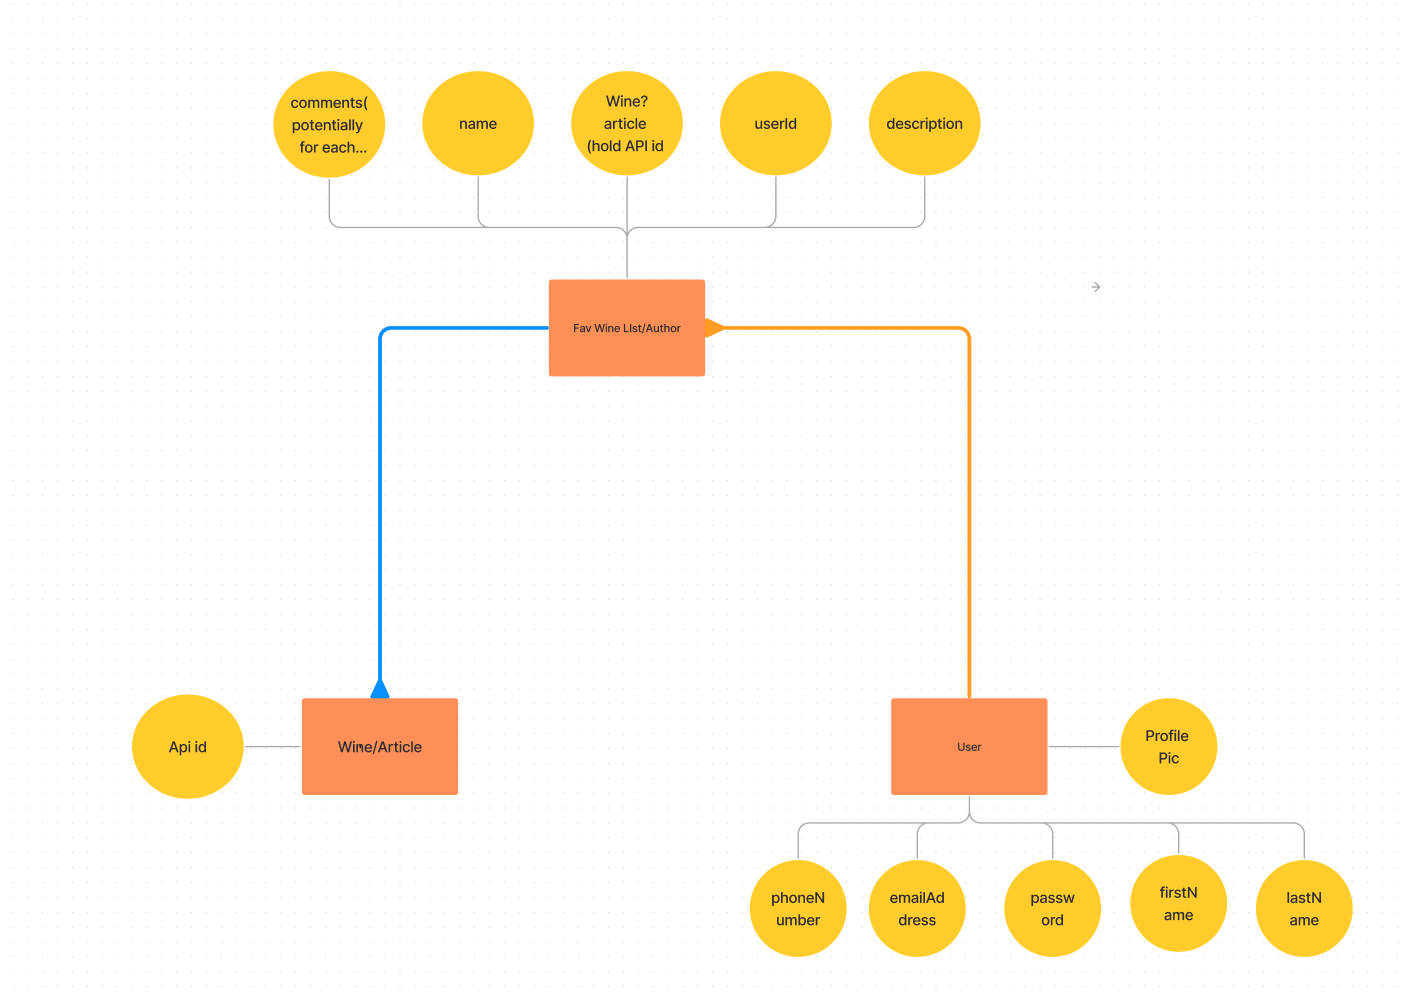 comments(
potentially
for each...
name
Wine?
article
(hold API id
userId
description
Fav Wine LIst/Author
Api id
Wine/Article
User
Profile
Pic
phoneN
umber
emailAd
dress
passw
ord
firstN
ame
lastN
ame